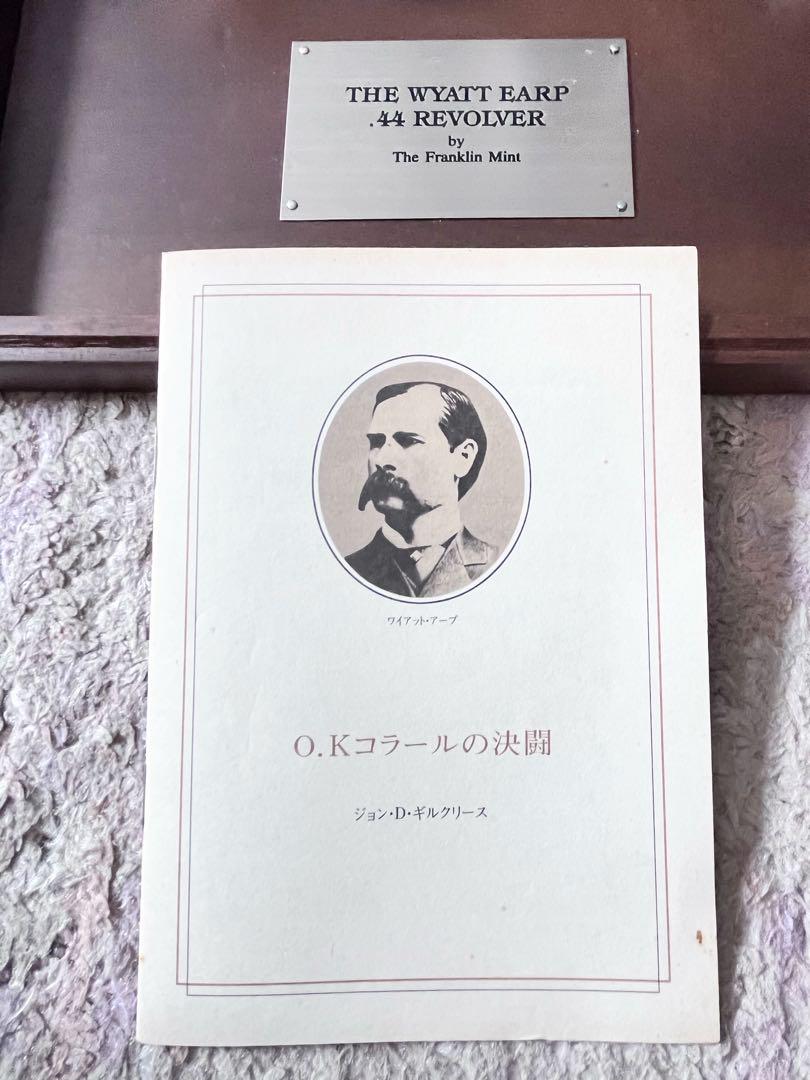 THE WYATT EARP
.44 REVOLVER
by
The Franklin Mint
ワイアット・アープ
O.Kコラールの決闘
ジョン・D・ギルクリース